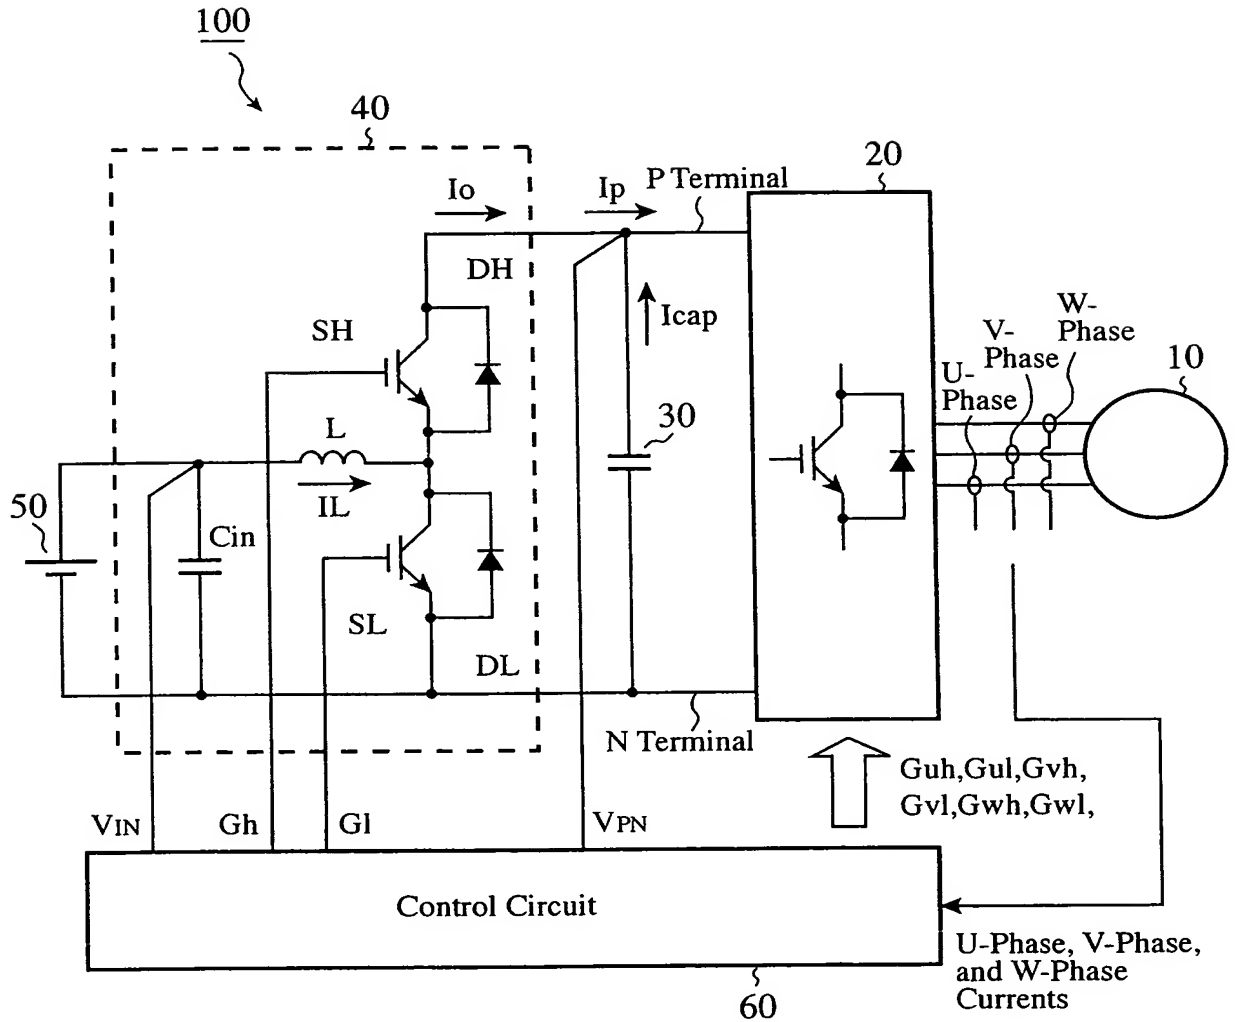 100
40
20
P Terminal
Io
Ip
DH
SH
Icap
W-
Phase
V-
Phase
U-
Phase
10
L
30
IL
50
Cin
SL
DL
N Terminal
Guh,Gul,Gvh,
Gvl,Gwh,Gwl,
VIN
Gh
Gl
VPN
Control Circuit
U-Phase, V-Phase,
and W-Phase
Currents
60